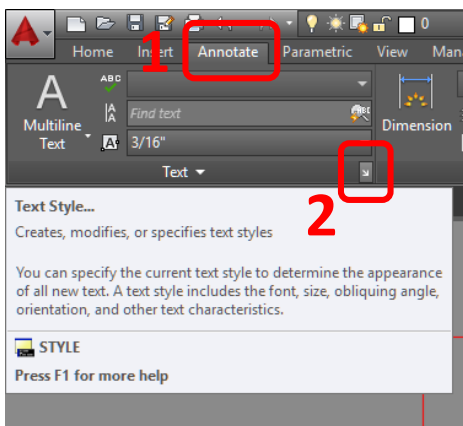 0
Home Insert Annotate Parametric View
1
A ABC
A
Find text
ABC
Multiline
Text
A
3/16"
Dimension
Text
2
Text Style...
Creates, modifies, or specifies text styles
You can specify the current text style to determine the appearance
of all new text. A text style includes the font, size, obliquing angle,
orientation, and other text characteristics.
STYLE
Press F1 for more help